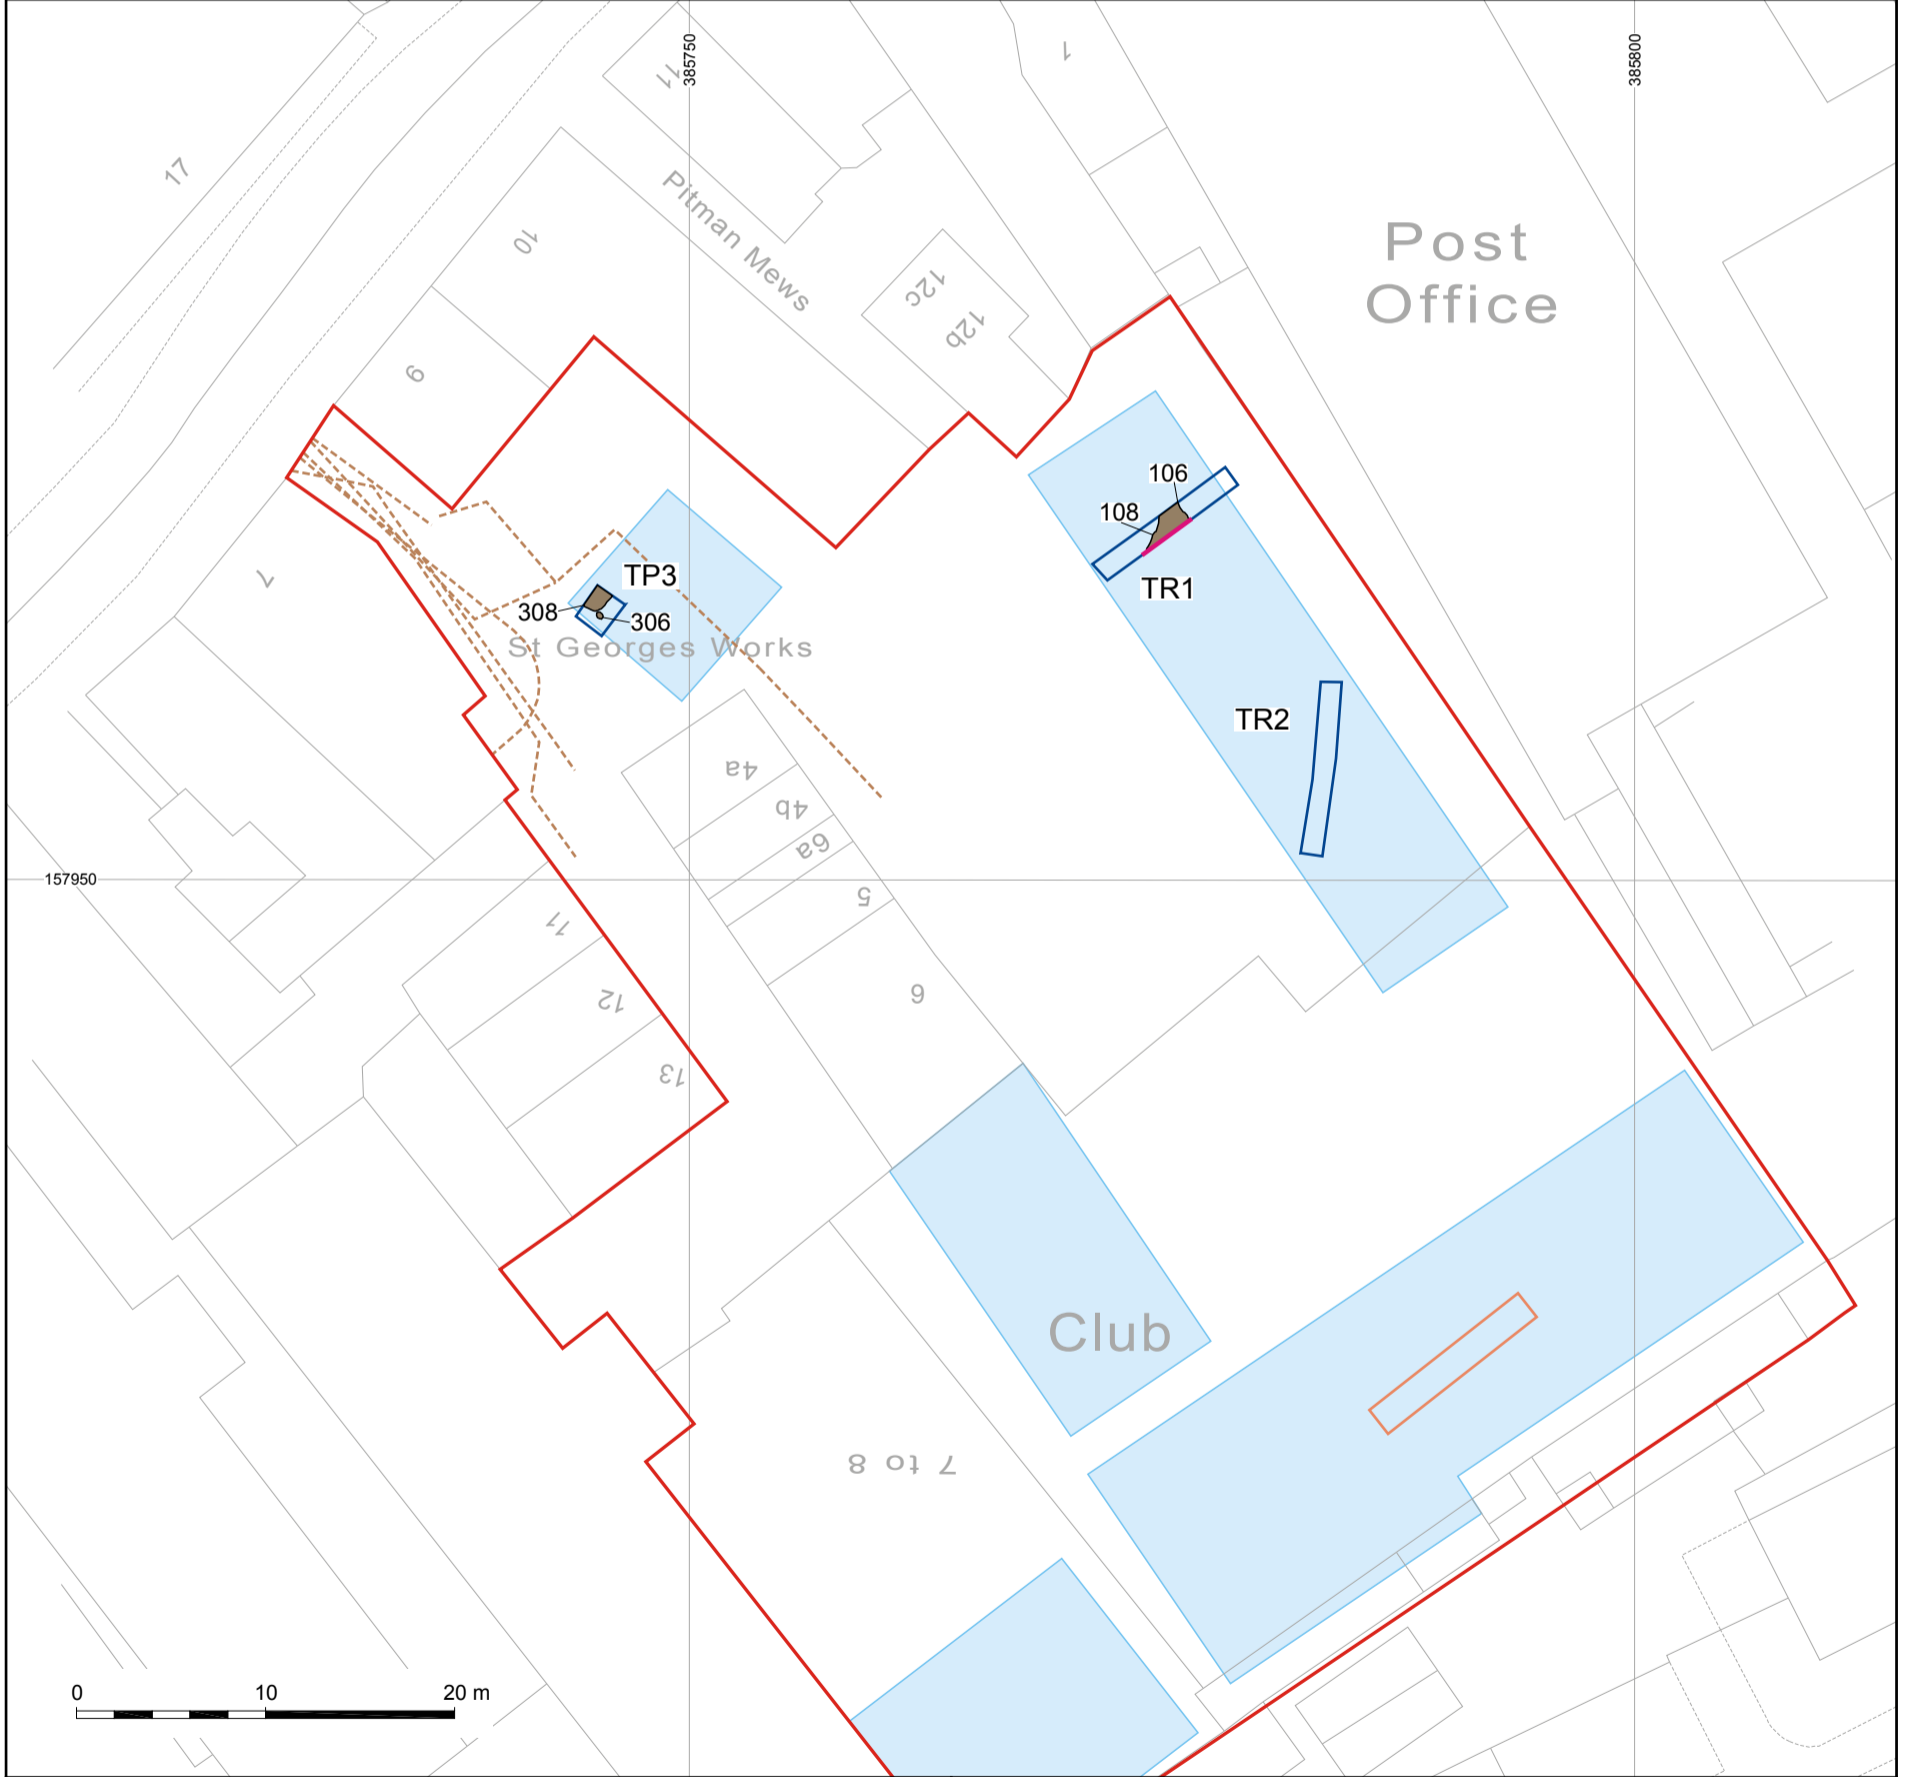 385750
385800
1
11
17
Pitman Mews
10
Post
Office
12c
12b
9
106
108
TP3
TR1
7
308
306
St Georges Works
TR2
4a
4b
6a
157950
5
11
6
12
13
Club
7 to 8
0 10 20 m